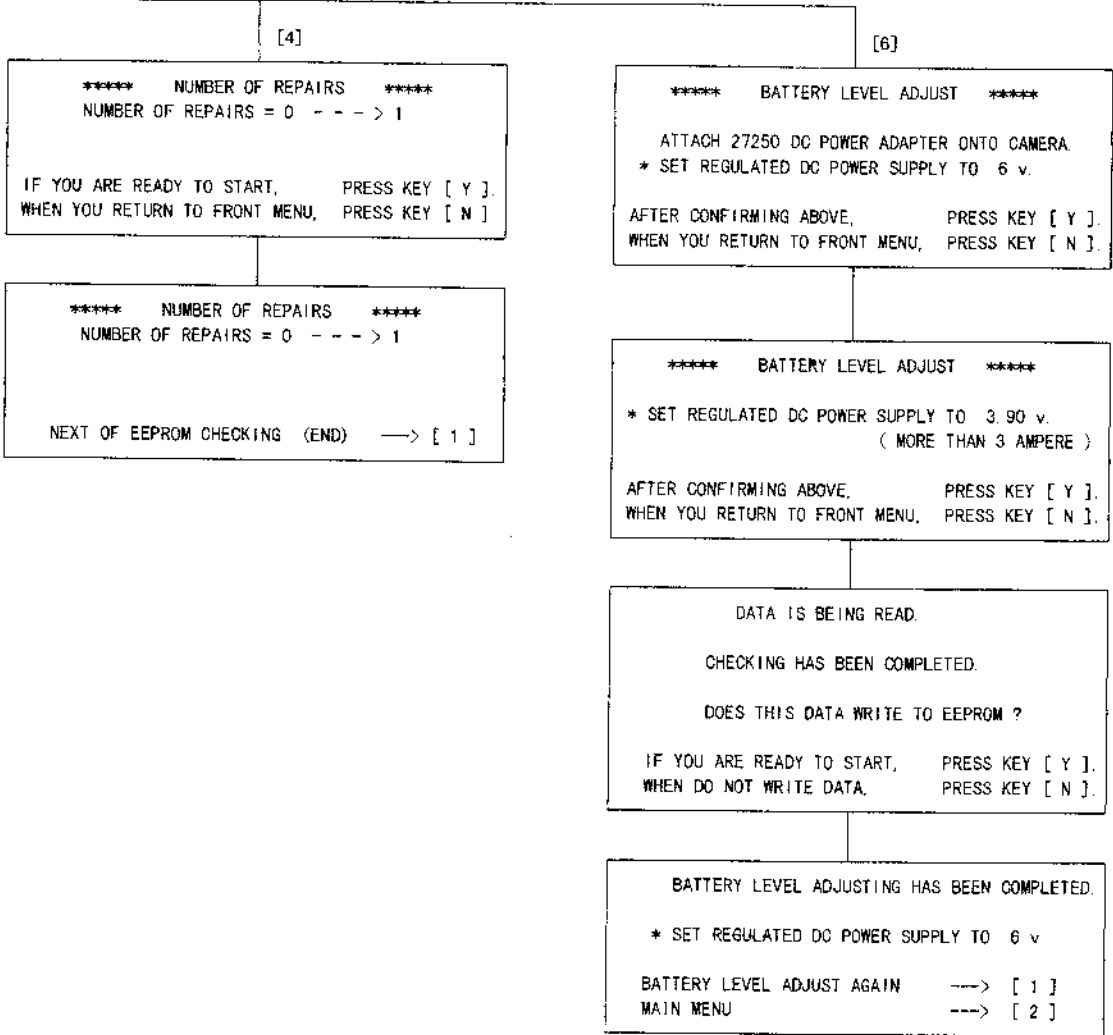 [4]
***** NUMBER OF REPAIRS *****
NUMBER OF REPAIRS = 0 - - - > 1
IF YOU ARE READY TO START, PRESS KEY [ Y ].
WHEN YOU RETURN TO FRONT MENU, PRESS KEY [ N ]
***** NUMBER OF REPAIRS *****
NUMBER OF REPAIRS = 0 - - - > 1
NEXT OF EEPROM CHECKING (END) ---> [ 1 ]
[6]
***** BATTERY LEVEL ADJUST *****
ATTACH 27250 DC POWER ADAPTER ONTO CAMERA.
* SET REGULATED DC POWER SUPPLY TO 6 v.
AFTER CONFIRMING ABOVE, PRESS KEY [ Y ].
WHEN YOU RETURN TO FRONT MENU, PRESS KEY [ N ].
***** BATTERY LEVEL ADJUST *****
* SET REGULATED DC POWER SUPPLY TO 3.90 v.
( MORE THAN 3 AMPERE )
AFTER CONFIRMING ABOVE, PRESS KEY [ Y ].
WHEN YOU RETURN TO FRONT MENU, PRESS KEY [ N ].
DATA IS BEING READ.
CHECKING HAS BEEN COMPLETED.
DOES THIS DATA WRITE TO EEPROM ?
IF YOU ARE READY TO START, PRESS KEY [ Y ].
WHEN DO NOT WRITE DATA, PRESS KEY [ N ].
BATTERY LEVEL ADJUSTING HAS BEEN COMPLETED.
* SET REGULATED DC POWER SUPPLY TO 6 v
BATTERY LEVEL ADJUST AGAIN ---> [ 1 ]
MAIN MENU ---> [ 2 ]